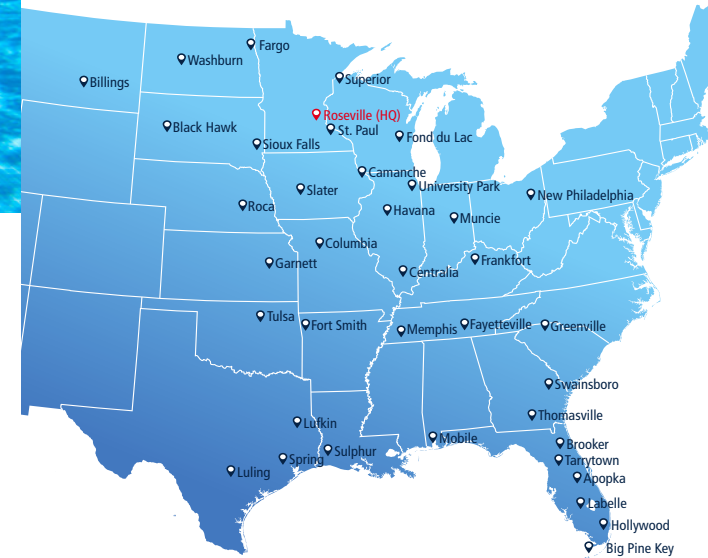 Fargo
Washburn
Billings
Superior
Roseville (HQ)
Black Hawk
St. Paul
Fond du Lac
Sioux Falls
Camanche
University Park
Slater
New Philadelphia
Roca
Havana
Muncie
Columbia
Garnett
Frankfort
Centralia
Tulsa
Fort Smith
Memphis
Fayetteville
Greenville
Swainsboro
Thomasville
Lufkin
Mobile
Brooker
Sulphur
Spring
Tarrytown
Luling
Apopka
Labelle
Hollywood
Big Pine Key